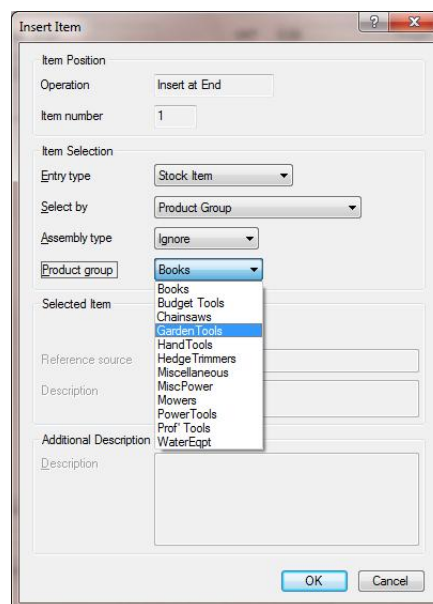 Insert Item
Item Position
Operation Insert at End
Item number 1
Item Selection
Entry type Stock Item
Select by Product Group
Assembly type Ignore
Product group Books
Books
Budget Tools
Chainsaws
GardenTools
HandTools
HedgeTrimmers
Miscellaneous
MiscPower
Mowers
PowerTools
Prof' Tools
WaterEqpt
Selected Item
Reference source
Description
Additional Description
Description
OK Cancel